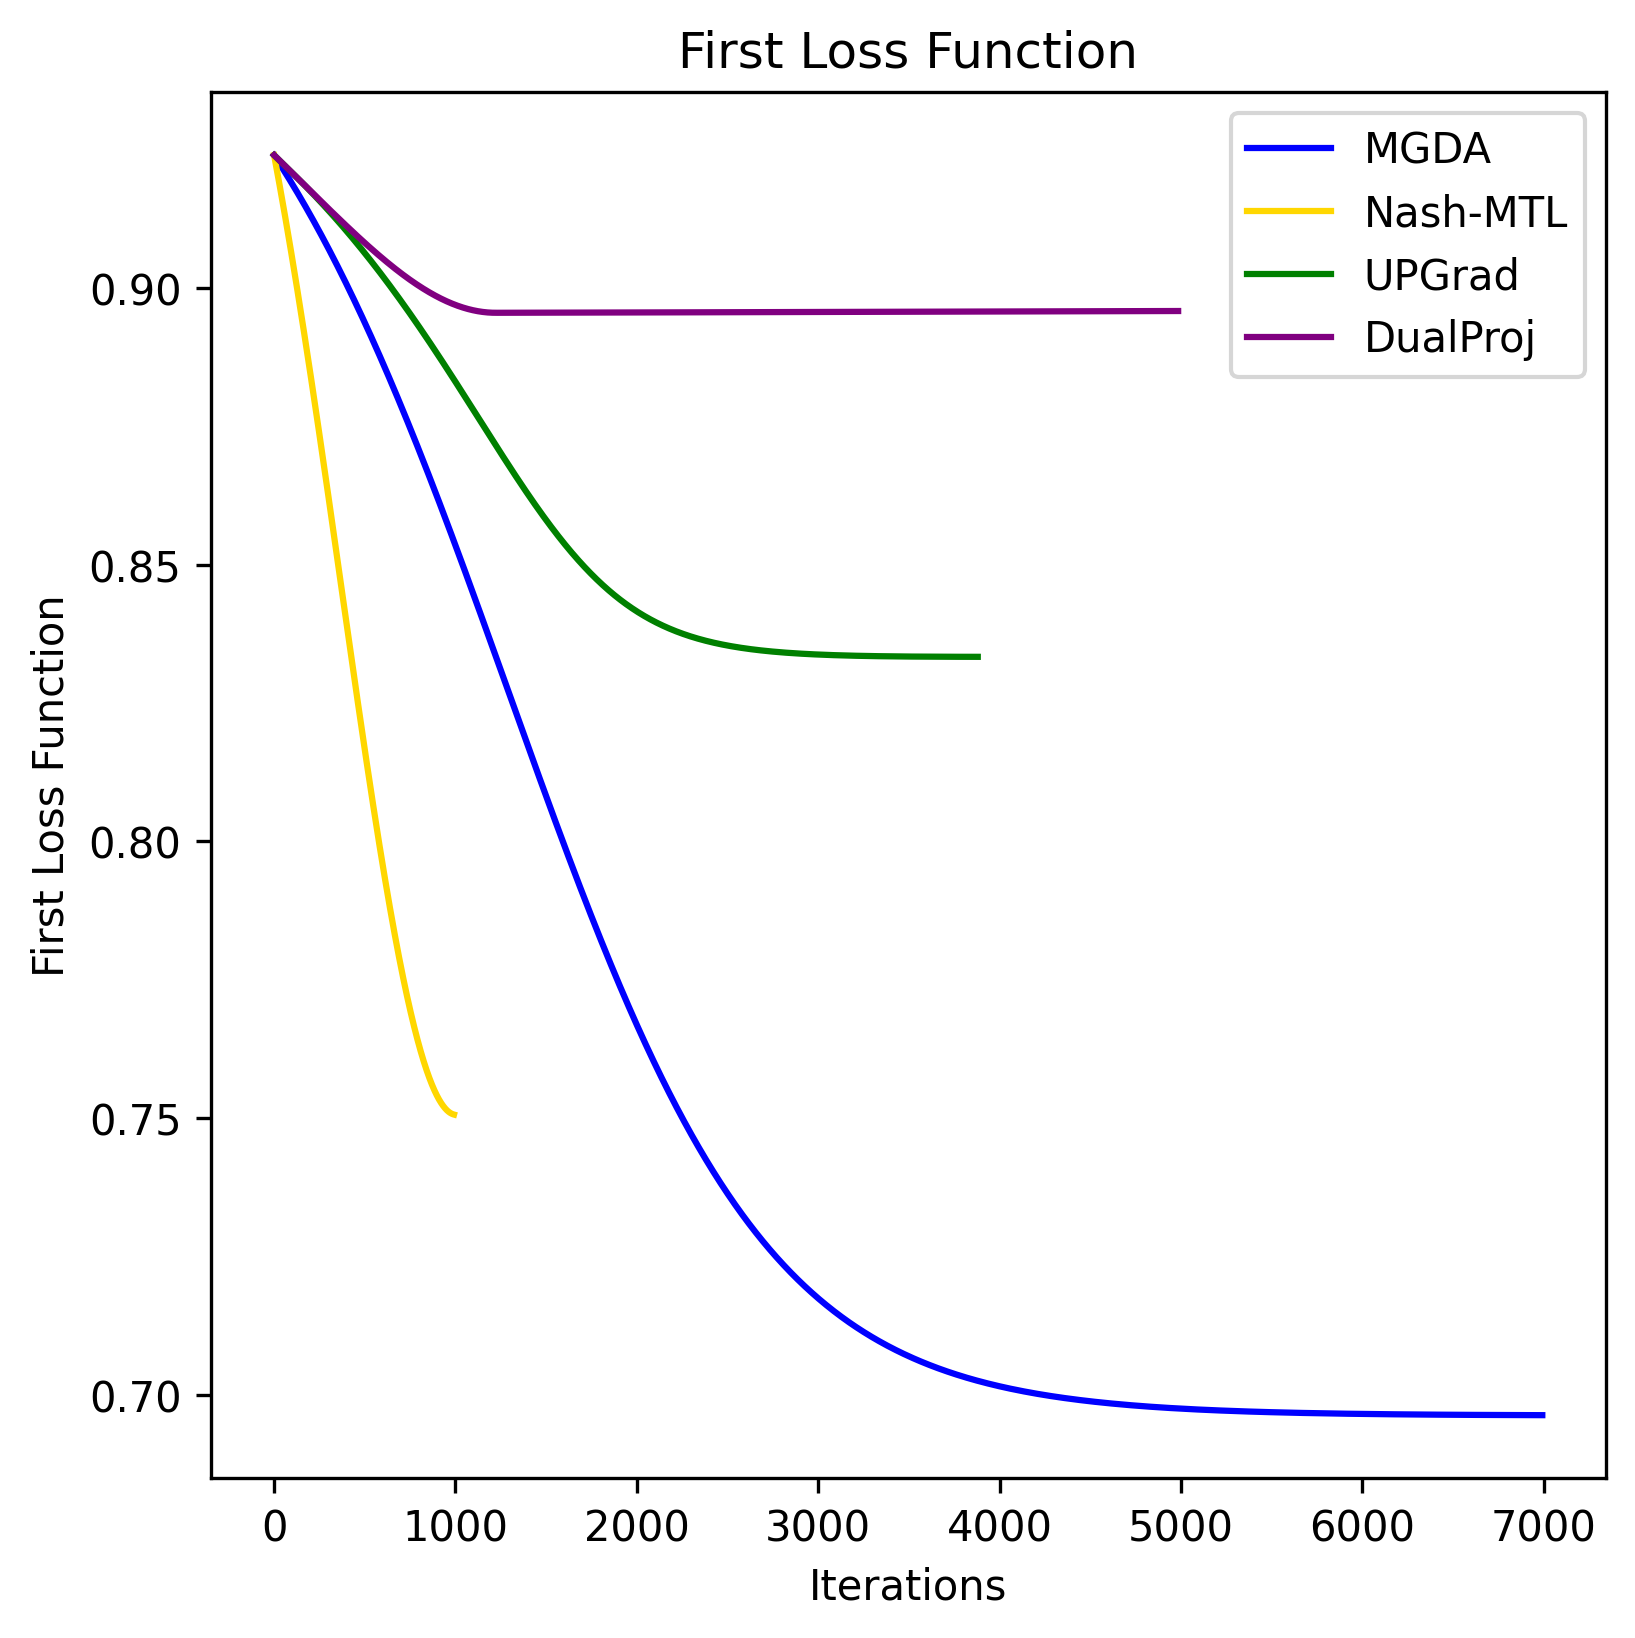 First Loss Function
MGDA
Nash-MTL
UPGrad
DualProj
First Loss Function
0.90
0.85
0.80
0.75
0.70
0 1000 2000 3000 4000 5000 6000 7000
Iterations